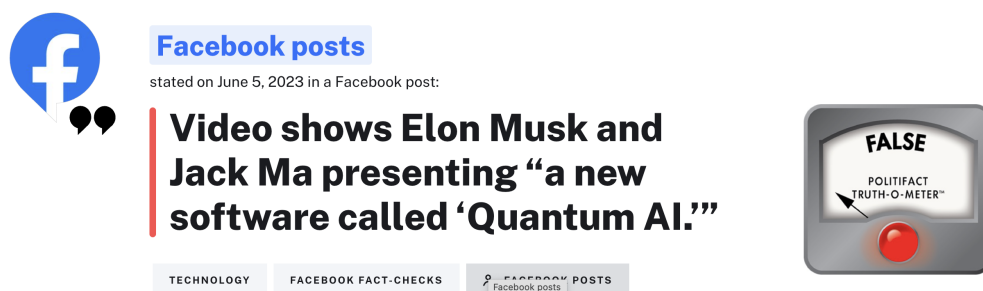 Facebook posts
stated on June 5, 2023 in a Facebook post:
Video shows Elon Musk and
Jack Ma presenting “a new
software called ‘Quantum AI.’”
FALSE
POLITIFACT
TRUTH-O-METER™
TECHNOLOGY
FACEBOOK FACT-CHECKS
FACEBOOK POSTS
Facebook posts